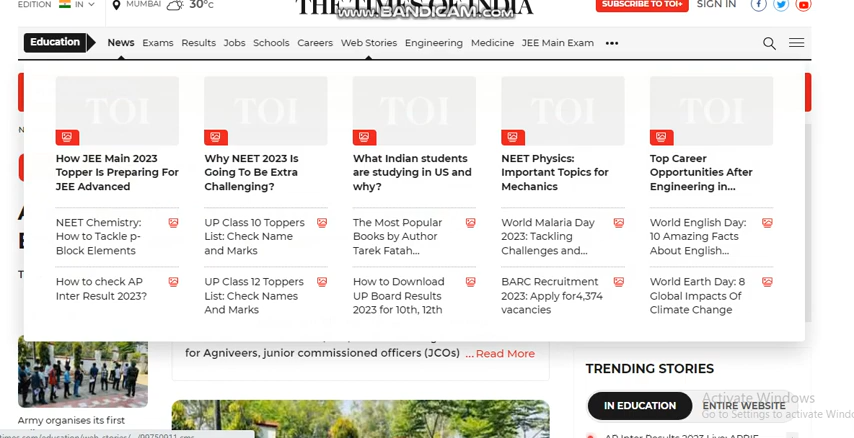 EDITION IN MUMBAI 30°C
THE TIMES OF INDIA
www.BANDICAM.com
SUBSCRIBE TO TOI+ SIGN IN
Education News Exams Results Jobs Schools Careers Web Stories Engineering Medicine JEE Main Exam
TOI TOI TOI TOI TOI
How JEE Main 2023
Topper Is Preparing For
JEE Advanced
Why NEET 2023 Is
Going To Be Extra
Challenging?
What Indian students
are studying in US and
why?
NEET Physics:
Important Topics for
Mechanics
Top Career
Opportunities After
Engineering in...
NEET Chemistry:
How to Tackle p-
Block Elements
UP Class 10 Toppers
List: Check Name
and Marks
The Most Popular
Books by Author
Tarek Fatah...
World Malaria Day
2023: Tackling
Challenges and...
World English Day:
10 Amazing Facts
About English...
How to check AP
Inter Result 2023?
UP Class 12 Toppers
List: Check Names
And Marks
How to Download
UP Board Results
2023 for 10th, 12th
BARC Recruitment
2023: Apply for4,374
vacancies
World Earth Day: 8
Global Impacts Of
Climate Change
for Agniveers, junior commissioned officers (JCOs) ...Read More
Army organises its first
TRENDING STORIES
IN EDUCATION ENTIRE WEBSITE
Activate Windows
Go to Settings to activate Windo
AP Inter Results 2023 Live: APBIE